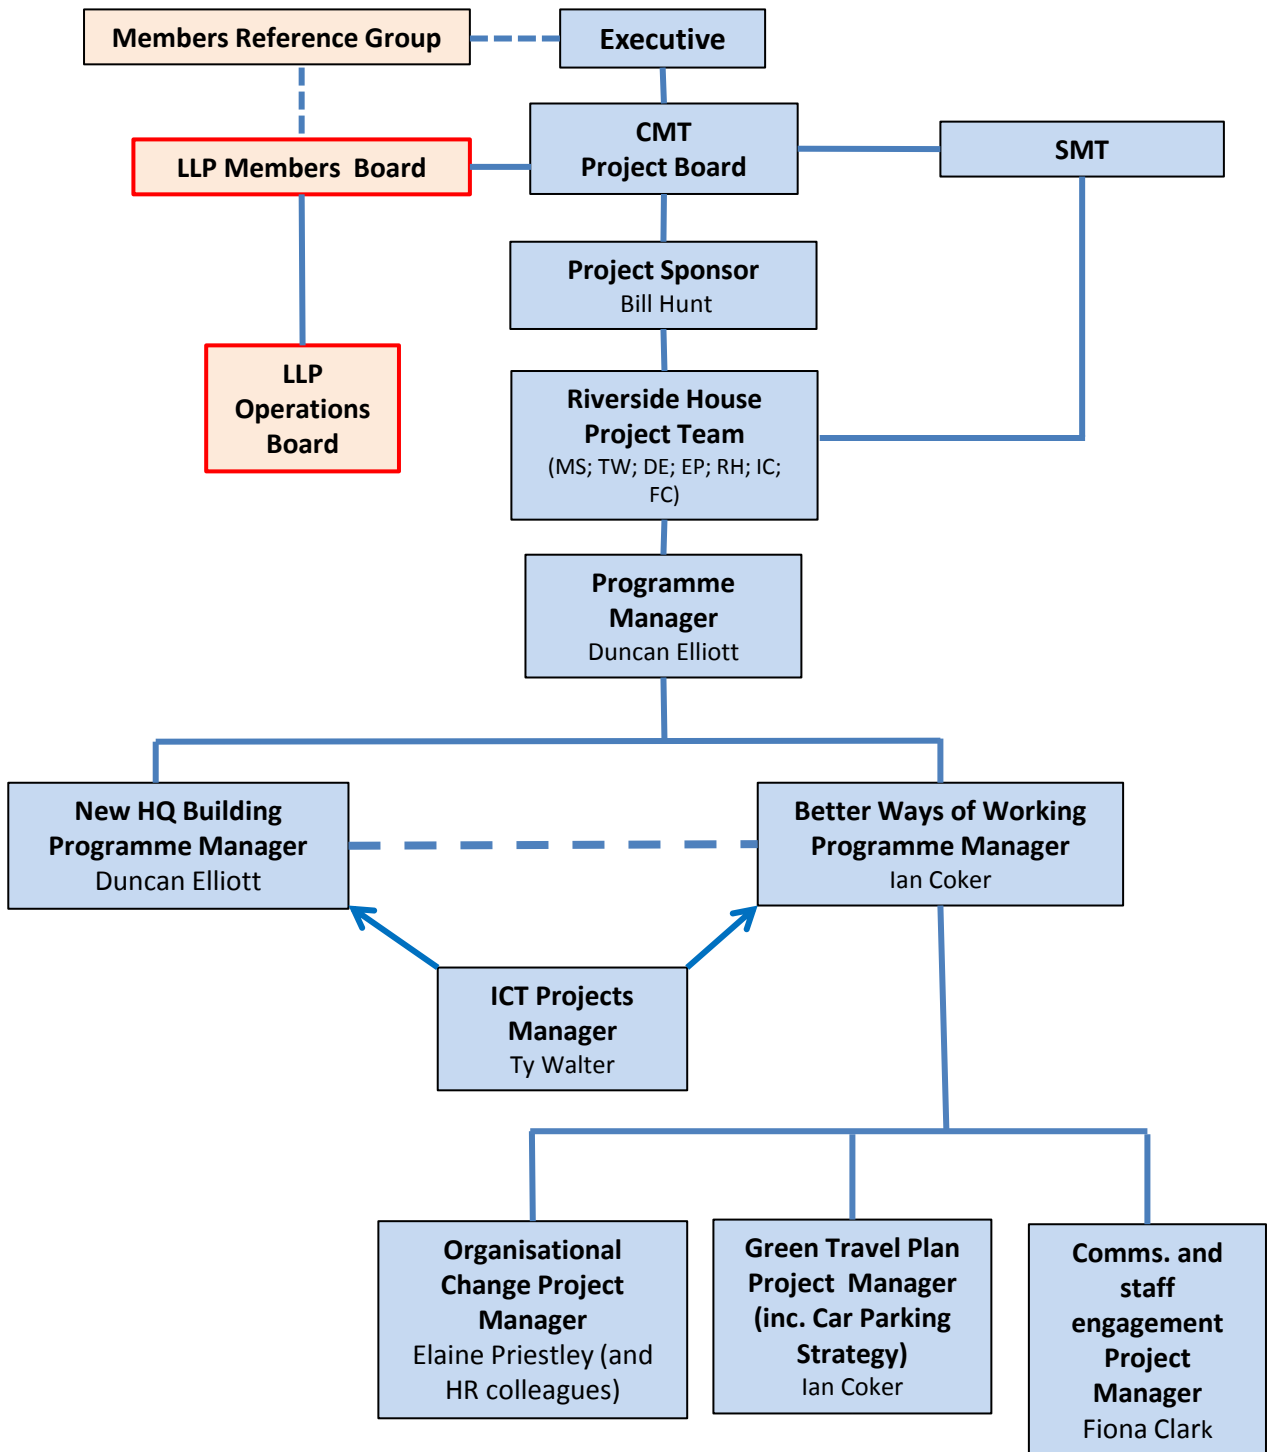 Members Reference Group
Executive
CMT
Project Board
SMT
LLP Members Board
Project Sponsor
Bill Hunt
LLP
Operations
Board
Riverside House
Project Team
(MS; TW; DE; EP; RH; IC;
FC)
Programme
Manager
Duncan Elliott
New HQ Building
Programme Manager
Duncan Elliott
Better Ways of Working
Programme Manager
Ian Coker
ICT Projects
Manager
Ty Walter
Organisational
Change Project
Manager
Elaine Priestley (and
HR colleagues)
Green Travel Plan
Project Manager
(inc. Car Parking
Strategy)
Ian Coker
Comms. and
staff
engagement
Project
Manager
Fiona Clark